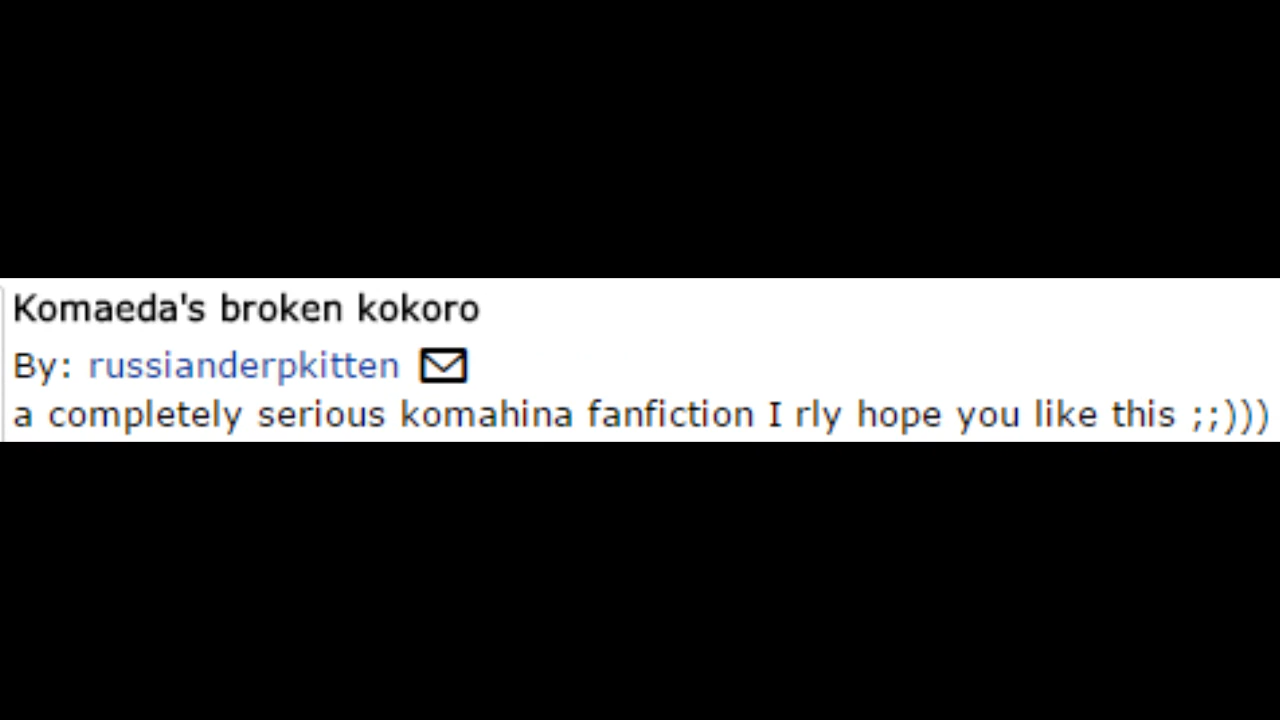 Komaeda's broken kokoro
By: russianderpkitten
a completely serious komahina fanfiction I rly hope you like this ;;)))